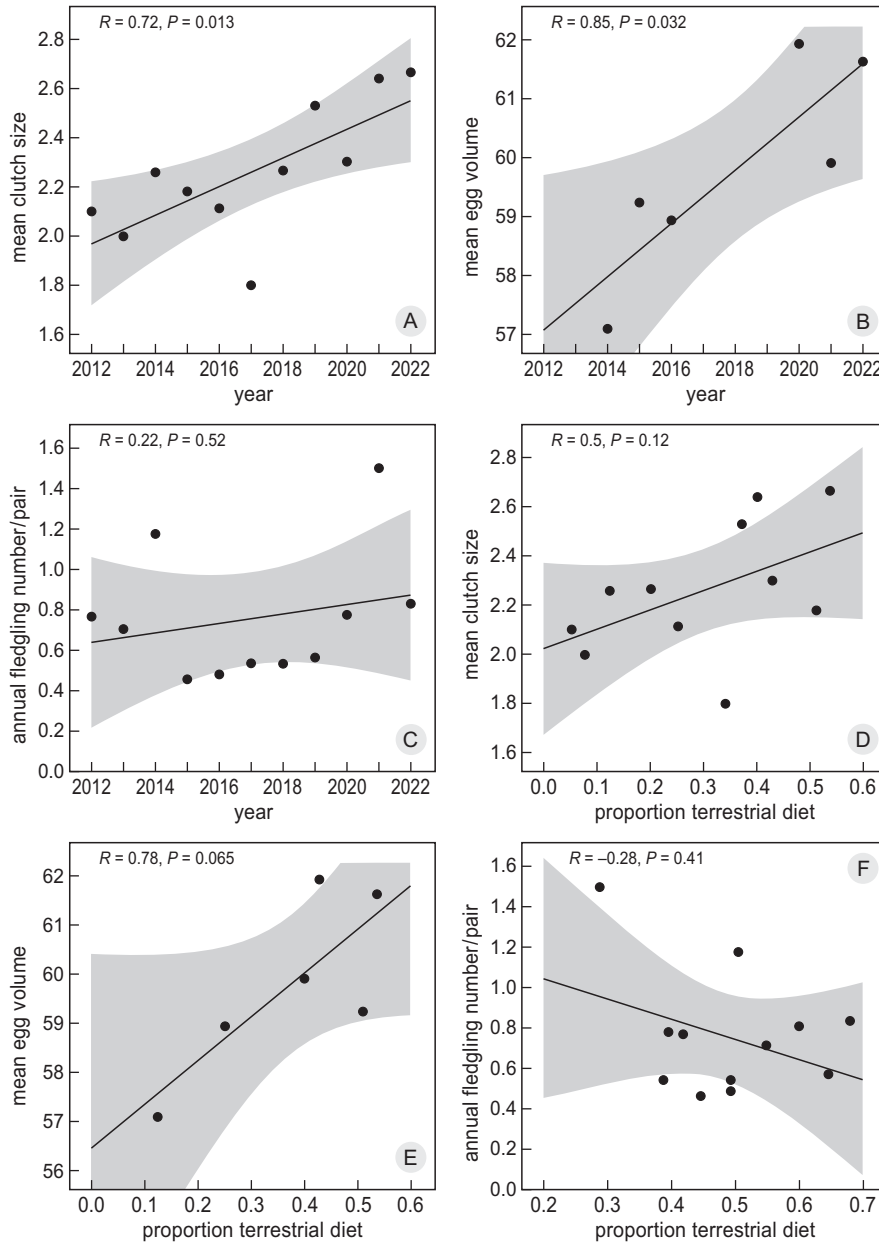 R = 0.72, P = 0.013
2.8
2.6
2.4
2.2
2.0
1.8
1.6
mean clutch size
2012 2014 2016 2018 2020 2022
year
A
R = 0.85, P = 0.032
62
61
60
59
58
57
mean egg volume
2012 2014 2016 2018 2020 2022
year
B
R = 0.22, P = 0.52
1.6
1.4
1.2
1.0
0.8
0.6
0.4
0.2
0.0
annual fledgling number/pair
2012 2014 2016 2018 2020 2022
year
C
R = 0.5, P = 0.12
2.8
2.6
2.4
2.2
2.0
1.8
1.6
mean clutch size
0.0 0.1 0.2 0.3 0.4 0.5 0.6
proportion terrestrial diet
D
R = 0.78, P = 0.065
62
61
60
59
58
57
56
mean egg volume
0.0 0.1 0.2 0.3 0.4 0.5 0.6
proportion terrestrial diet
E
R = –0.28, P = 0.41
1.6
1.4
1.2
1.0
0.8
0.6
0.4
0.2
0.0
annual fledgling number/pair
0.2 0.3 0.4 0.5 0.6 0.7
proportion terrestrial diet
F